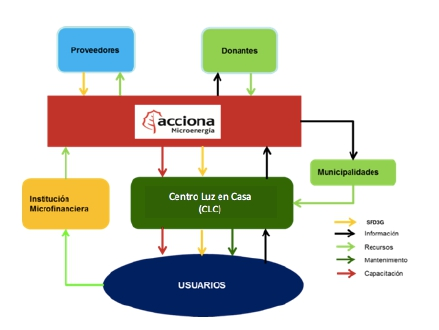 Proveedores
Donantes
acciona
Microenergía
Municipalidades
Institución
Microfinanciera
Centro Luz en Casa
(CLC)
USUARIOS
SFD3G
Información
Recursos
Mantenimiento
Capacitación